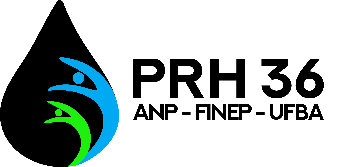 PRH 36
ANP - FINEP - UFBA